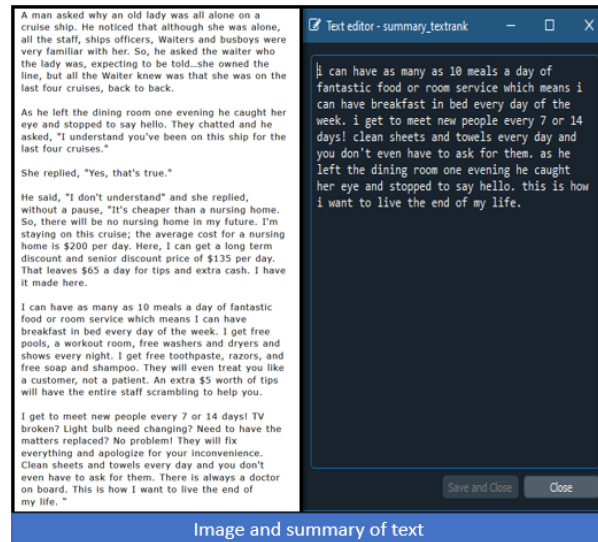 A man asked why an old lady was all alone on a
cruise ship. He noticed that although she was alone,
all the staff, ships officers, Waiters and busboys were
very familiar with her. So, he asked the waiter who
the lady was, expecting to be told...she owned the
line, but all the Waiter knew was that she was on the
last four cruises, back to back.
As he left the dining room one evening he caught her
eye and stopped to say hello. They chatted and he
asked, "I understand you've been on this ship for the
last four cruises."
She replied, "Yes, that's true."
He said, "I don't understand" and she replied,
without a pause, "It's cheaper than a nursing home.
So, there will be no nursing home in my future. I'm
staying on this cruise; the average cost for a nursing
home is $200 per day. Here, I can get a long term
discount and senior discount price of $135 per day.
That leaves $65 a day for tips and extra cash. I have
it made here.
I can have as many as 10 meals a day of fantastic
food or room service which means I can have
breakfast in bed every day of the week. I get free
pools, a workout room, free washers and dryers and
shows every night. I get free toothpaste, razors, and
free soap and shampoo. They will even treat you like
a customer, not a patient. An extra $5 worth of tips
will have the entire staff scrambling to help you.
I get to meet new people every 7 or 14 days! TV
broken? Light bulb need changing? Need to have the
matters replaced? No problem! They will fix
everything and apologize for your inconvenience.
Clean sheets and towels every day and you don't
even have to ask for them. There is always a doctor
on board. This is how I want to live the end of
my life. "
Text editor - summary_textrank
i can have as many as 10 meals a day of
fantastic food or room service which means i
can have breakfast in bed every day of the
week. i get to meet new people every 7 or 14
days! clean sheets and towels every day and
you don't even have to ask for them. as he
left the dining room one evening he caught
her eye and stopped to say hello. this is how
i want to live the end of my life.
Save and Close
Close
Image and summary of text